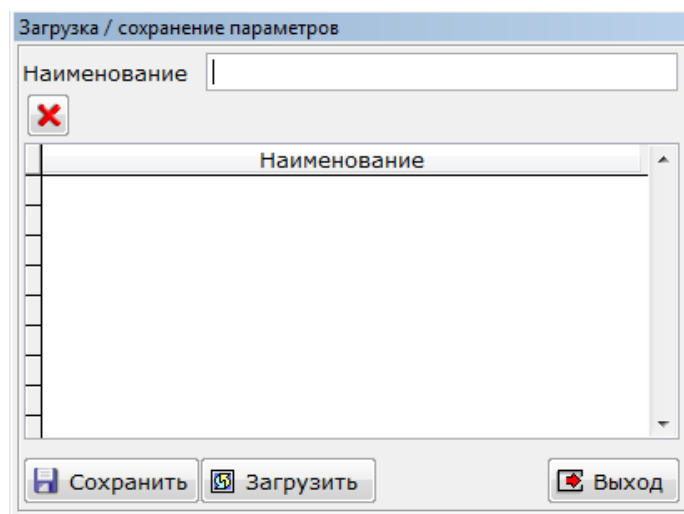 Загрузка / сохранение параметров
Наименование
Наименование
Сохранить Загрузить Выход